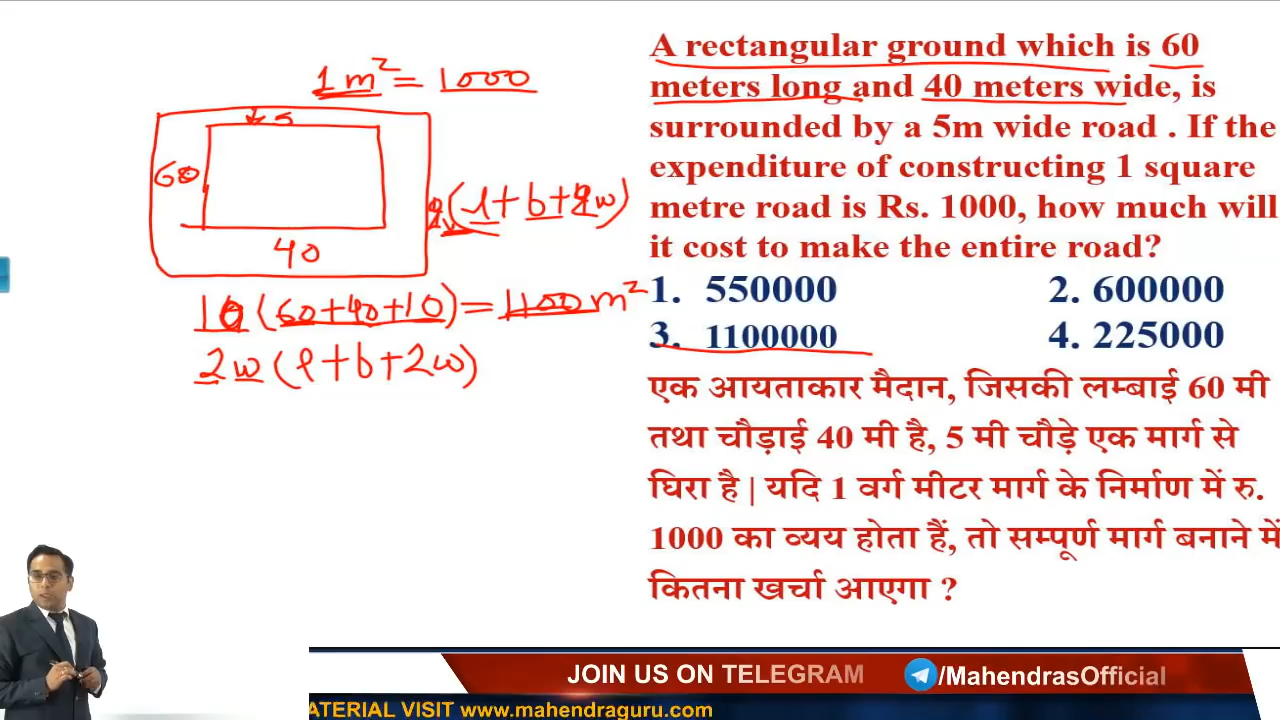 1 m² = 1000
5
60
40
2w(l + b + 2w)
10 (60+40+10) = 1100 m²
2w (l + b + 2w)
A rectangular ground which is 60
meters long and 40 meters wide, is
surrounded by a 5m wide road . If the
expenditure of constructing 1 square
metre road is Rs. 1000, how much will
it cost to make the entire road?
1. 550000 2. 600000
3. 1100000 4. 225000
एक आयताकार मैदान, जिसकी लम्बाई 60 मी
तथा चौड़ाई 40 मी है, 5 मी चौड़े एक मार्ग से
घिरा है | यदि 1 वर्ग मीटर मार्ग के निर्माण में रु.
1000 का व्यय होता हैं, तो सम्पूर्ण मार्ग बनाने में
कितना खर्चा आएगा ?
JOIN US ON TELEGRAM /MahendrasOfficial
ATERIAL VISIT www.mahendraguru.com